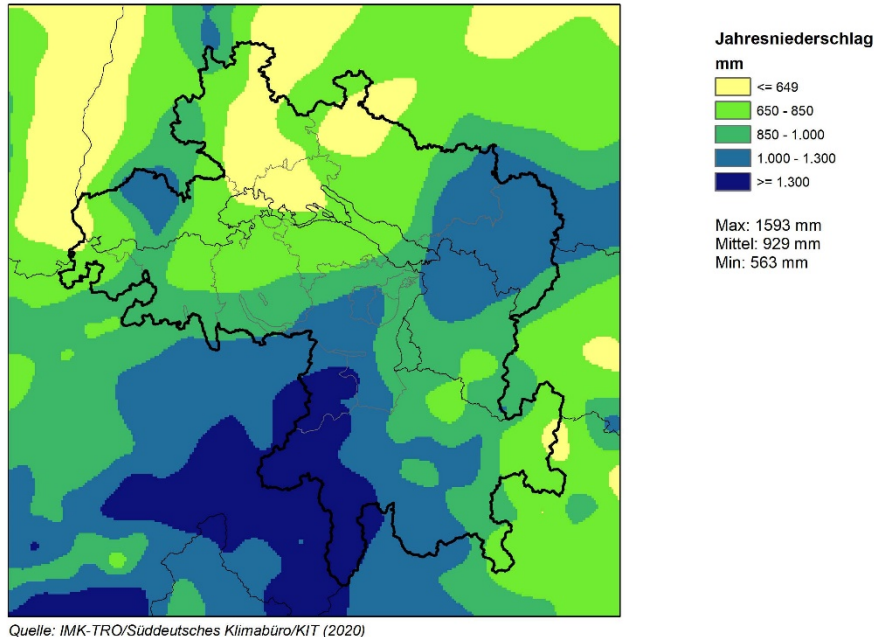 Jahresniederschlag
mm
<= 649
650 - 850
850 - 1.000
1.000 - 1.300
>= 1.300
Max: 1593 mm
Mittel: 929 mm
Min: 563 mm
Quelle: IMK-TRO/Süddeutsches Klimabüro/KIT (2020)